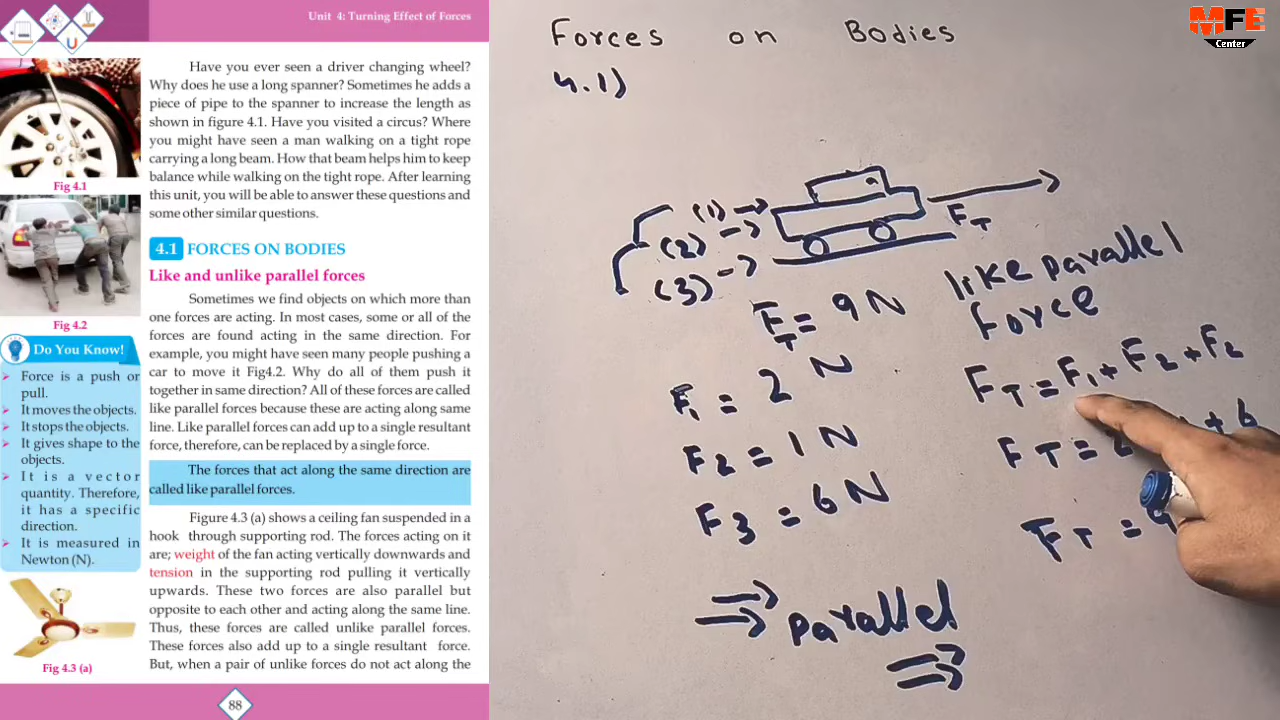 Unit 4: Turning Effect of Forces
Have you ever seen a driver changing wheel?
Why does he use a long spanner? Sometimes he adds a
piece of pipe to the spanner to increase the length as
shown in figure 4.1. Have you visited a circus? Where
you might have seen a man walking on a tight rope
carrying a long beam. How that beam helps him to keep
balance while walking on the tight rope. After learning
this unit, you will be able to answer these questions and
some other similar questions.
Fig 4.1
4.1 FORCES ON BODIES
Like and unlike parallel forces
Sometimes we find objects on which more than
one forces are acting. In most cases, some or all of the
forces are found acting in the same direction. For
example, you might have seen many people pushing a
car to move it Fig4.2. Why do all of them push it
together in same direction? All of these forces are called
like parallel forces because these are acting along same
line. Like parallel forces can add up to a single resultant
force, therefore, can be replaced by a single force.
The forces that act along the same direction are
called like parallel forces.
Figure 4.3 (a) shows a ceiling fan suspended in a
hook through supporting rod. The forces acting on it
are; weight of the fan acting vertically downwards and
tension in the supporting rod pulling it vertically
upwards. These two forces are also parallel but
opposite to each other and acting along the same line.
Thus, these forces are called unlike parallel forces.
These forces also add up to a single resultant force.
But, when a pair of unlike forces do not act along the
Fig 4.2
Do You Know!
Force is a push or
pull.
It moves the objects.
It stops the objects.
It gives shape to the
objects.
It is a vector
quantity. Therefore,
it has a specific
direction.
It is measured in
Newton (N).
Fig 4.3 (a)
88
Forces on Bodies
4.1)
(1)
(2)
(3)
FT
like parallel
force
FT = 9 N
F1 = 2 N
F2 = 1 N
F3 = 6 N
FT = F1 + F2 + F2
FT = + 6
FT = 9
parallel
MFE
Center